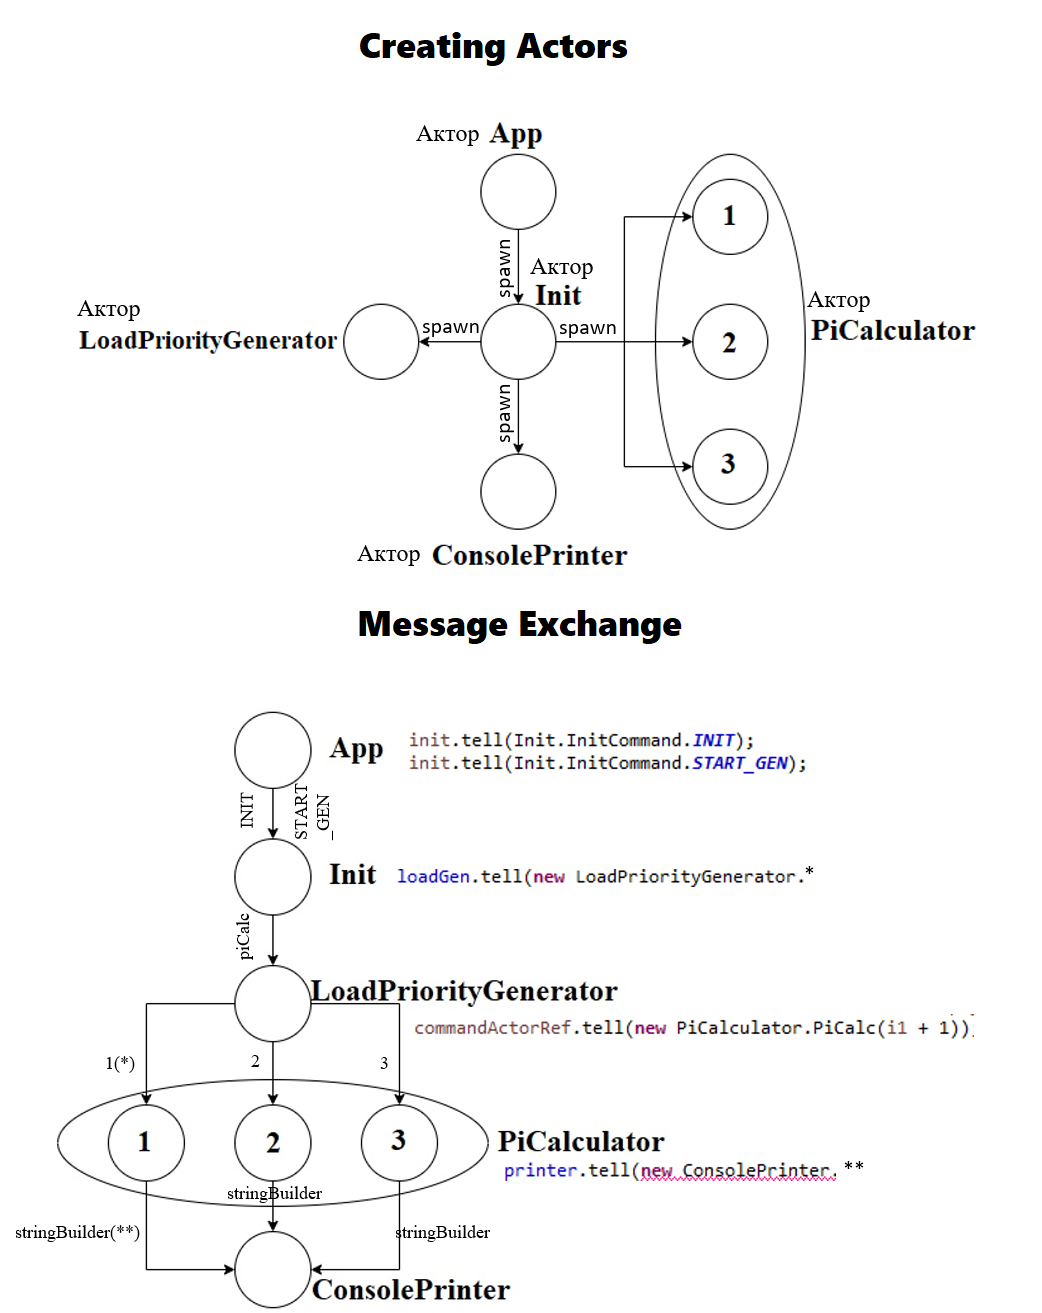 Creating Actors
Актор App
spawn
Актор
Init
1
Актор
LoadPriorityGenerator
spawn
spawn
2
Актор
PiCalculator
spawn
3
Актор ConsolePrinter
Message Exchange
App
init.tell(Init.InitCommand.INIT);
init.tell(Init.InitCommand.START_GEN);
INIT
START
_GEN
Init
loadGen.tell(new LoadPriorityGenerator.*
piCalc
LoadPriorityGenerator
commandActorRef.tell(new PiCalculator.PiCalc(i1 + 1))
1(*)
2
3
1
2
3
PiCalculator
printer.tell(new ConsolePrinter. **
stringBuilder
stringBuilder(**)
stringBuilder
ConsolePrinter